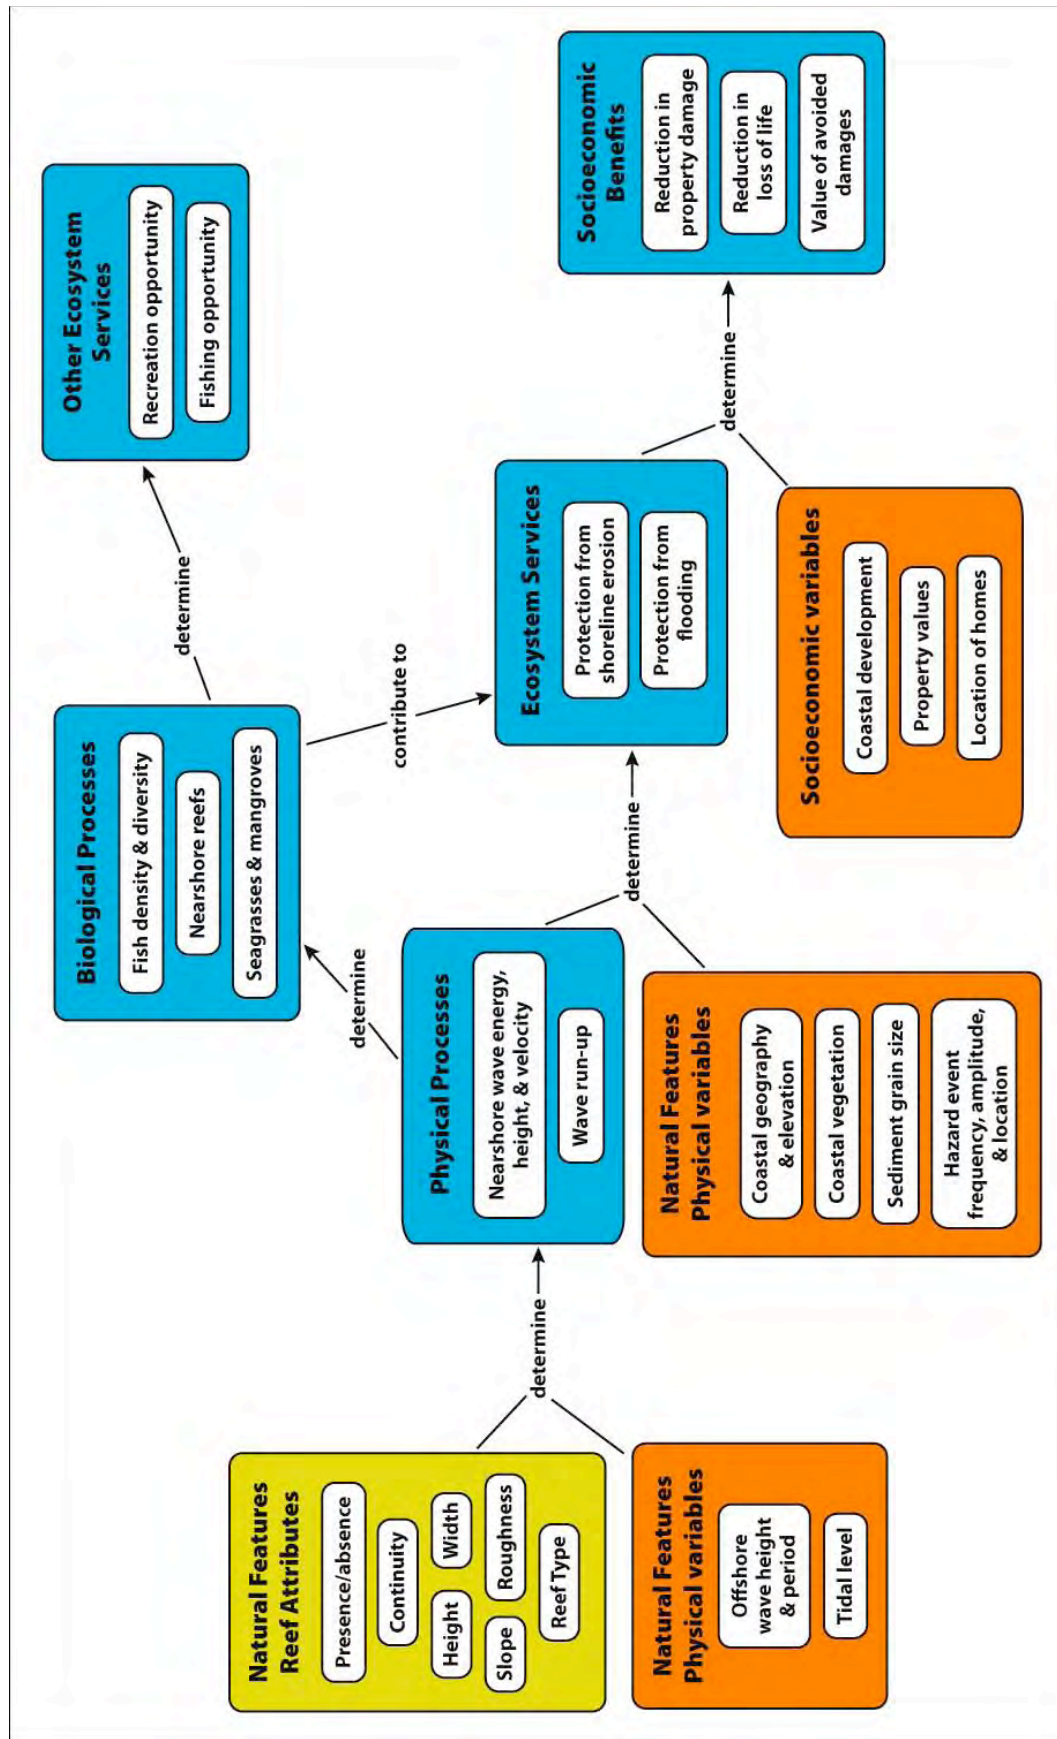 Natural Features
Reef Attributes
Presence/absence
Continuity
Height
Width
Slope
Roughness
Reef Type
Natural Features
Physical variables
Offshore
wave height
& period
Tidal level
determine
Physical Processes
Nearshore wave energy,
height, & velocity
Wave run-up
Natural Features
Physical variables
Coastal geography
& elevation
Coastal vegetation
Sediment grain size
Hazard event
frequency, amplitude,
& location
determine
Biological Processes
Fish density & diversity
Nearshore reefs
Seagrasses & mangroves
determine
contribute to
determine
Other Ecosystem
Services
Recreation opportunity
Fishing opportunity
Ecosystem Services
Protection from
shoreline erosion
Protection from
flooding
Socioeconomic variables
Coastal development
Property values
Location of homes
determine
Socioeconomic
Benefits
Reduction in
property damage
Reduction in
loss of life
Value of avoided
damages